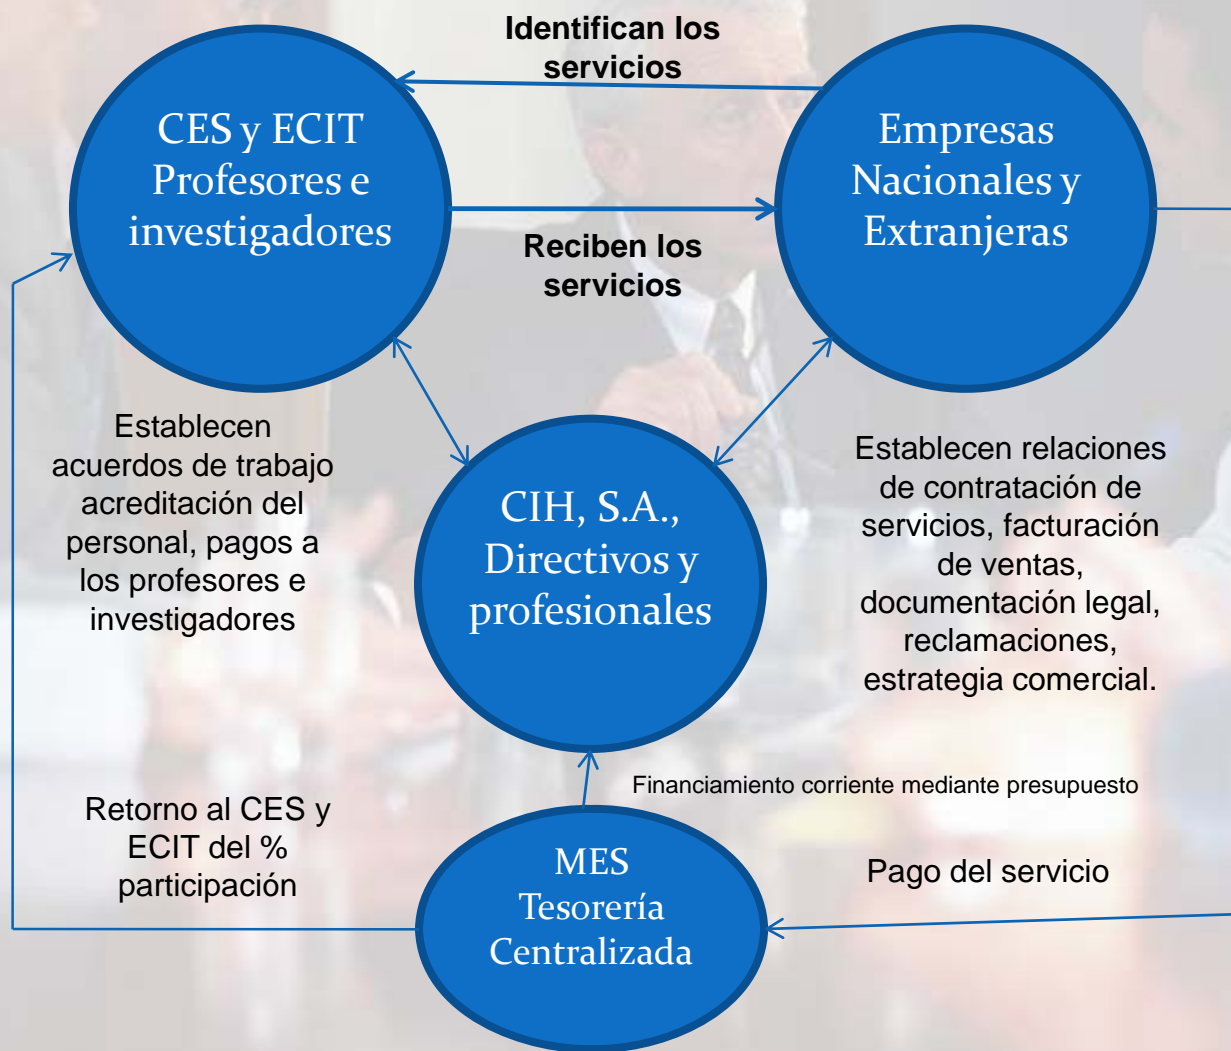 Identifican los
servicios
CES y ECIT
Profesores e
investigadores
Empresas
Nacionales y
Extranjeras
Reciben los
servicios
Establecen
acuerdos de trabajo
acreditación del
personal, pagos a
los profesores e
investigadores
CIH, S.A.,
Directivos y
profesionales
Establecen relaciones
de contratación de
servicios, facturación
de ventas,
documentación legal,
reclamaciones,
estrategia comercial.
Financiamiento corriente mediante presupuesto
Retorno al CES y
ECIT del %
participación
MES
Tesorería
Centralizada
Pago del servicio